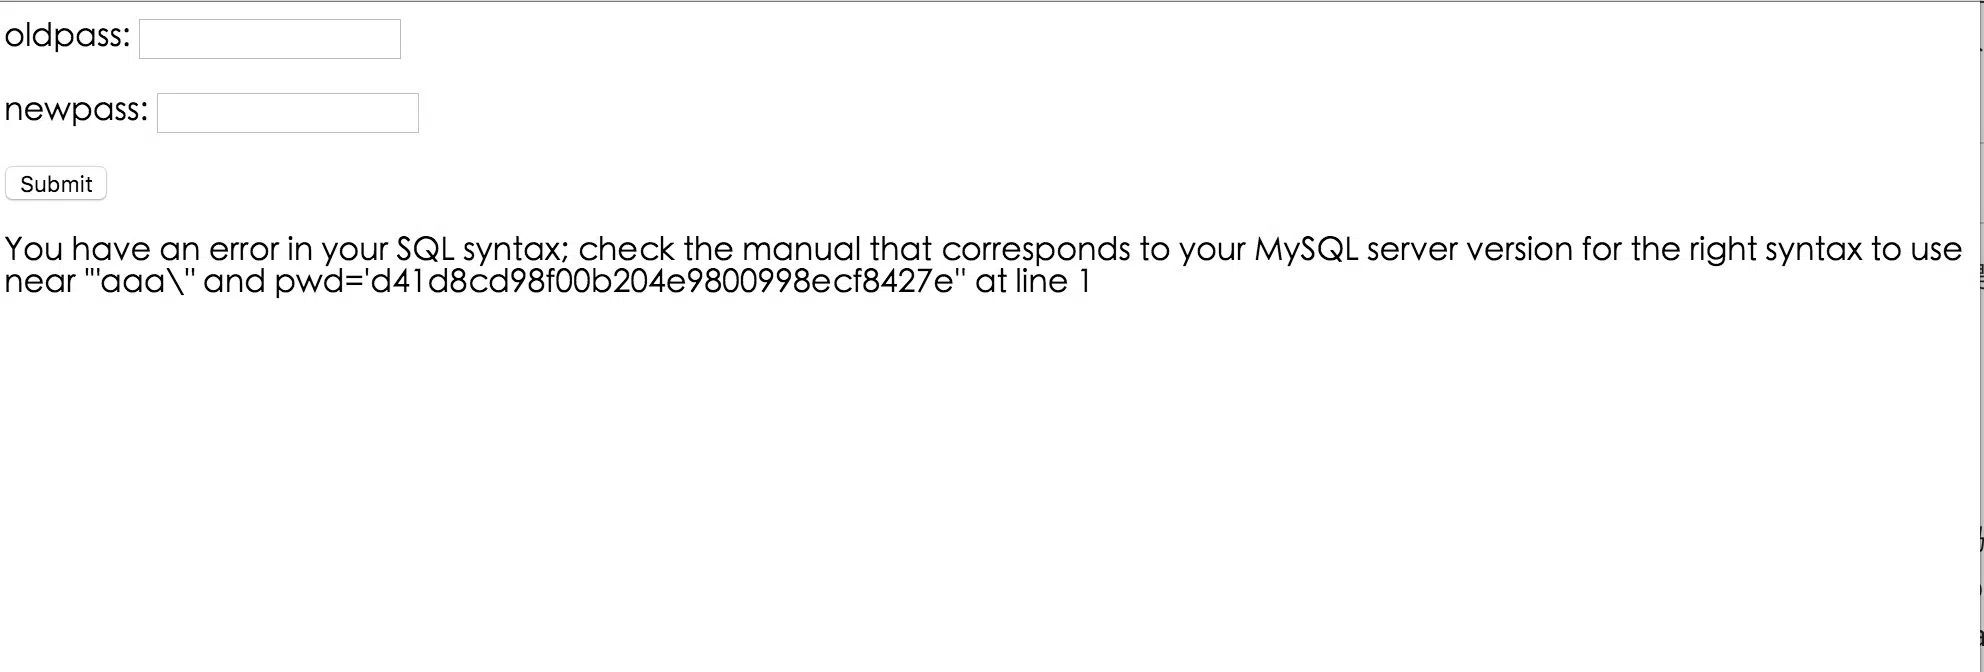 oldpass:
newpass:
Submit
You have an error in your SQL syntax; check the manual that corresponds to your MySQL server version for the right syntax to use
near '"aaa\" and pwd='d41d8cd98f00b204e9800998ecf8427e'' at line 1